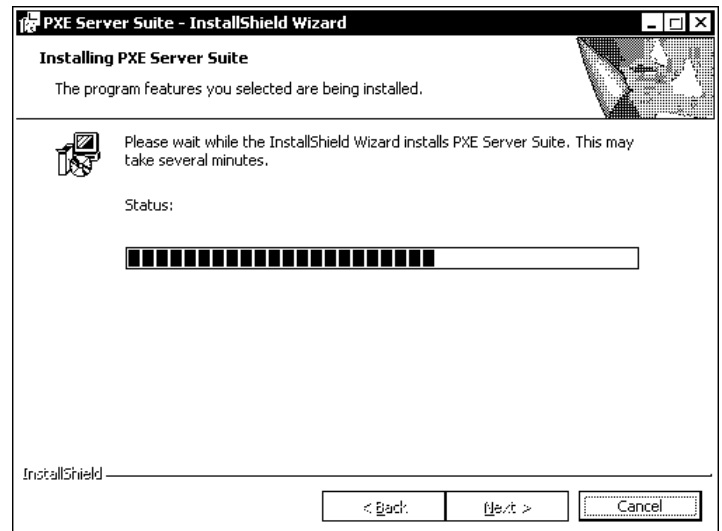 PXE Server Suite - InstallShield Wizard
Installing PXE Server Suite
The program features you selected are being installed.
Please wait while the InstallShield Wizard installs PXE Server Suite. This may
take several minutes.
Status:
InstallShield
< Back
Next >
Cancel